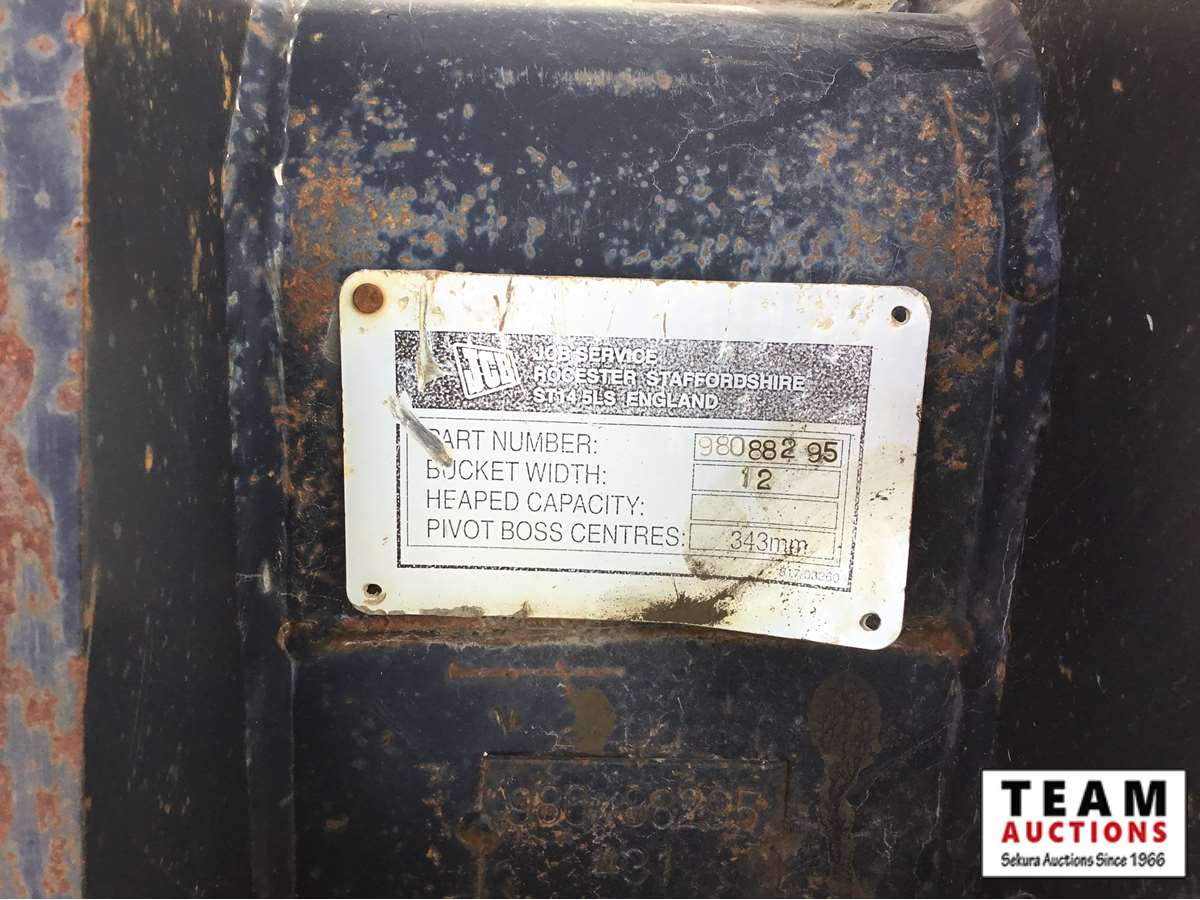 JCB
JCB SERVICE
ROCESTER STAFFORDSHIRE
ST14 5LS ENGLAND
PART NUMBER: 980 882 95
BUCKET WIDTH: 12
HEAPED CAPACITY:
PIVOT BOSS CENTRES: 343mm
TEAM
AUCTIONS
Sekura Auctions Since 1966